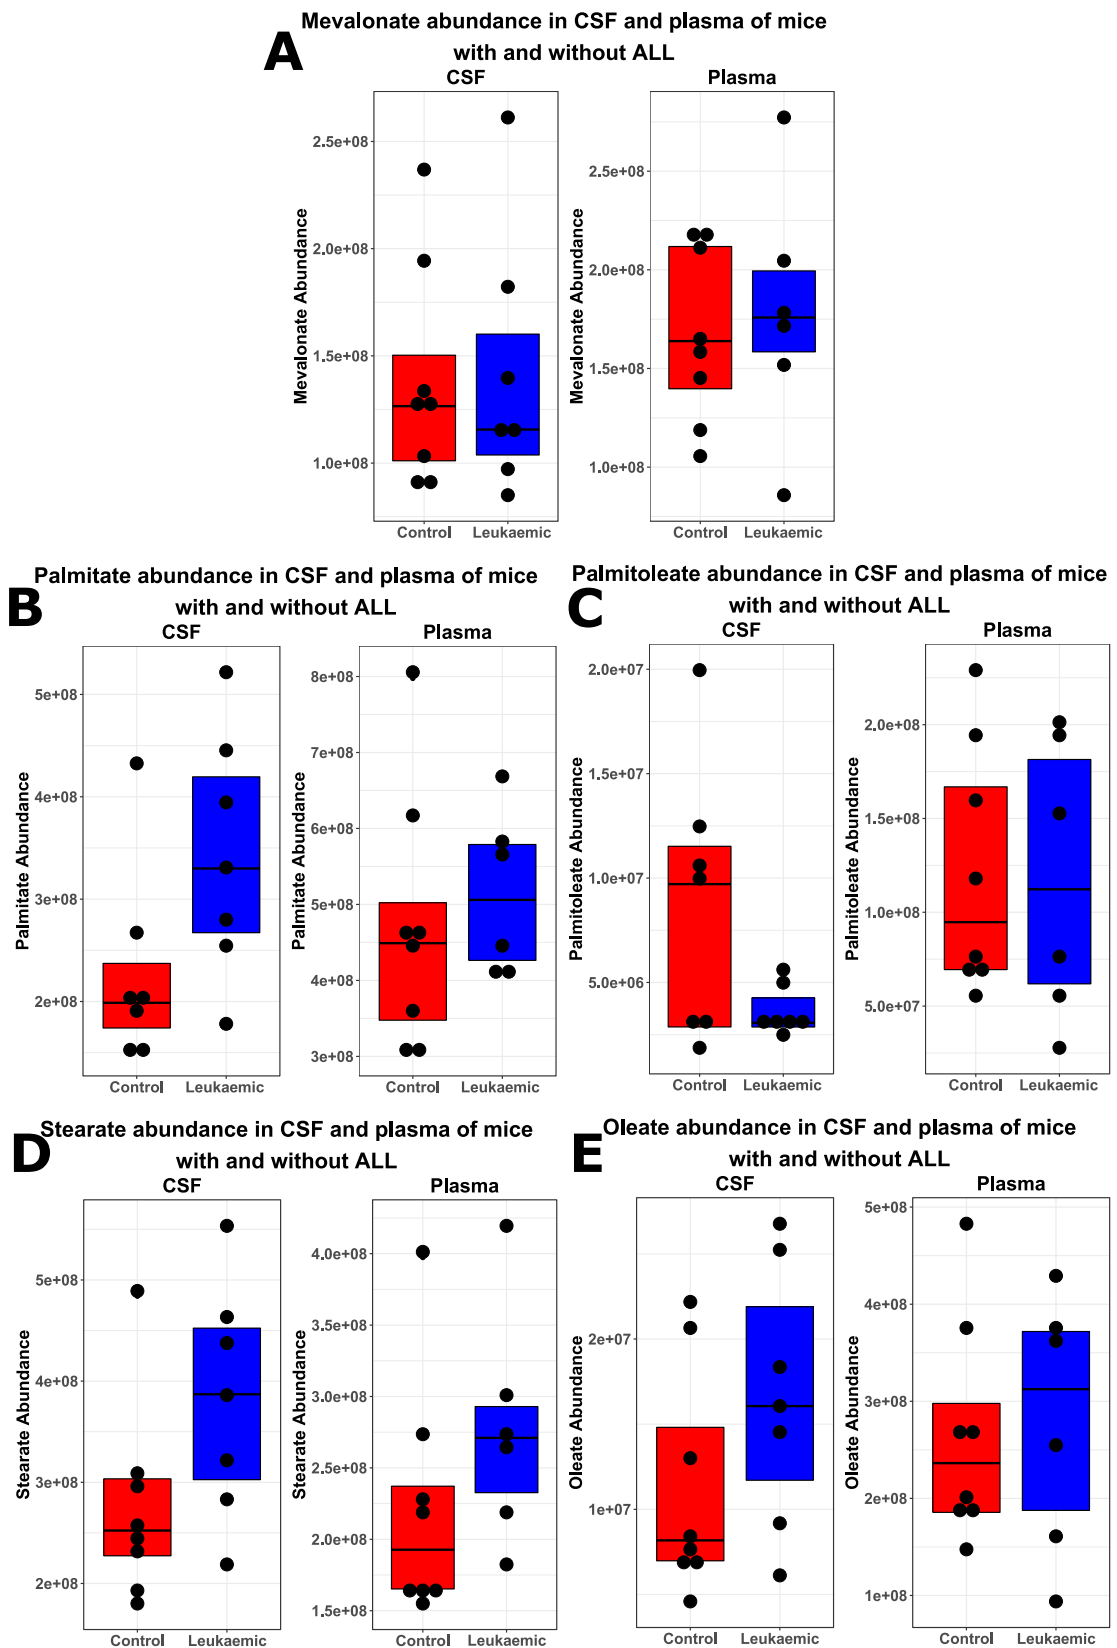 A
Mevalonate abundance in CSF and plasma of mice
with and without ALL
CSF
Plasma
Mevalonate Abundance
2.5e+08
2.0e+08
1.5e+08
1.0e+08
Control
Leukaemic
Mevalonate Abundance
2.5e+08
2.0e+08
1.5e+08
1.0e+08
Control
Leukaemic
B
Palmitate abundance in CSF and plasma of mice
with and without ALL
CSF
Plasma
Palmitate Abundance
5e+08
4e+08
3e+08
2e+08
Control
Leukaemic
Palmitate Abundance
8e+08
7e+08
6e+08
5e+08
4e+08
3e+08
Control
Leukaemic
C
Palmitoleate abundance in CSF and plasma of mice
with and without ALL
CSF
Plasma
Palmitoleate Abundance
2.0e+07
1.5e+07
1.0e+07
5.0e+06
Control
Leukaemic
Palmitoleate Abundance
2.0e+08
1.5e+08
1.0e+08
5.0e+07
Control
Leukaemic
D
Stearate abundance in CSF and plasma of mice
with and without ALL
CSF
Plasma
Stearate Abundance
5e+08
4e+08
3e+08
2e+08
Control
Leukaemic
Stearate Abundance
4.0e+08
3.5e+08
3.0e+08
2.5e+08
2.0e+08
1.5e+08
Control
Leukaemic
E
Oleate abundance in CSF and plasma of mice
with and without ALL
CSF
Plasma
Oleate Abundance
2e+07
1e+07
Control
Leukaemic
Oleate Abundance
5e+08
4e+08
3e+08
2e+08
1e+08
Control
Leukaemic